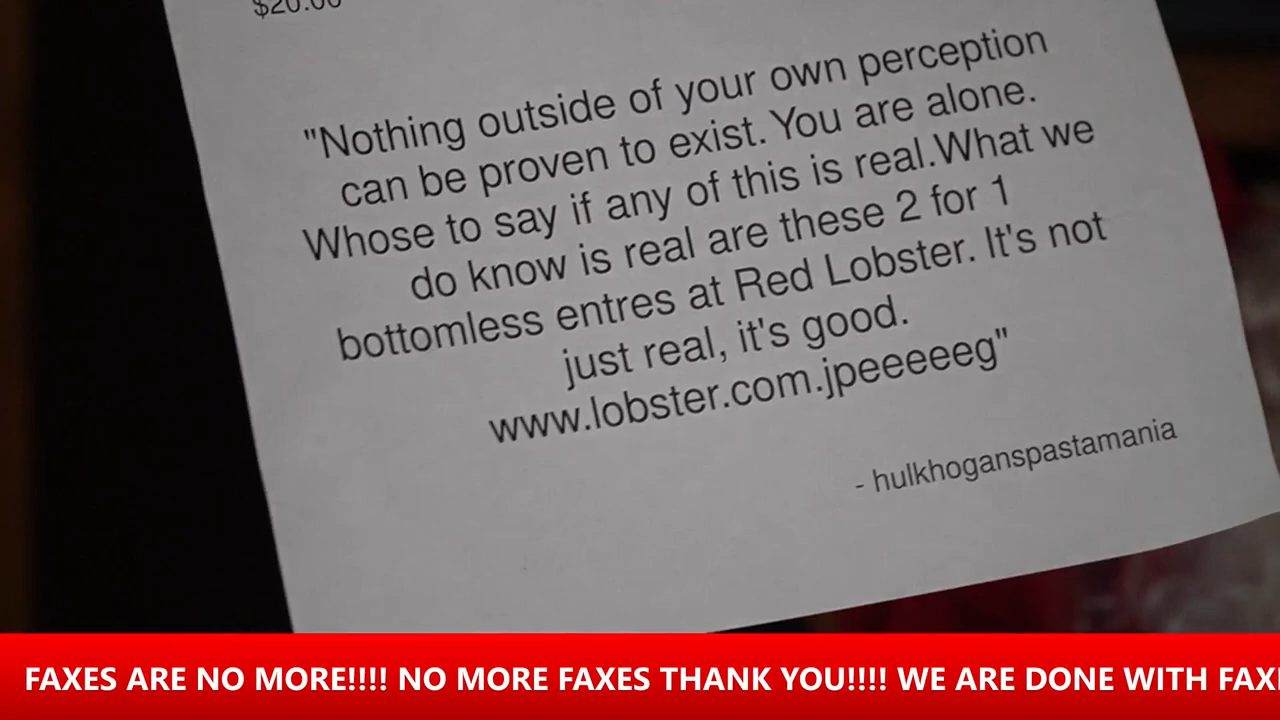 $20.00
"Nothing outside of your own perception
can be proven to exist. You are alone.
Whose to say if any of this is real.What we
do know is real are these 2 for 1
bottomless entres at Red Lobster. It's not
just real, it's good.
www.lobster.com.jpeeeeeg"
- hulkhoganspastamania
FAXES ARE NO MORE!!!! NO MORE FAXES THANK YOU!!!! WE ARE DONE WITH FAX